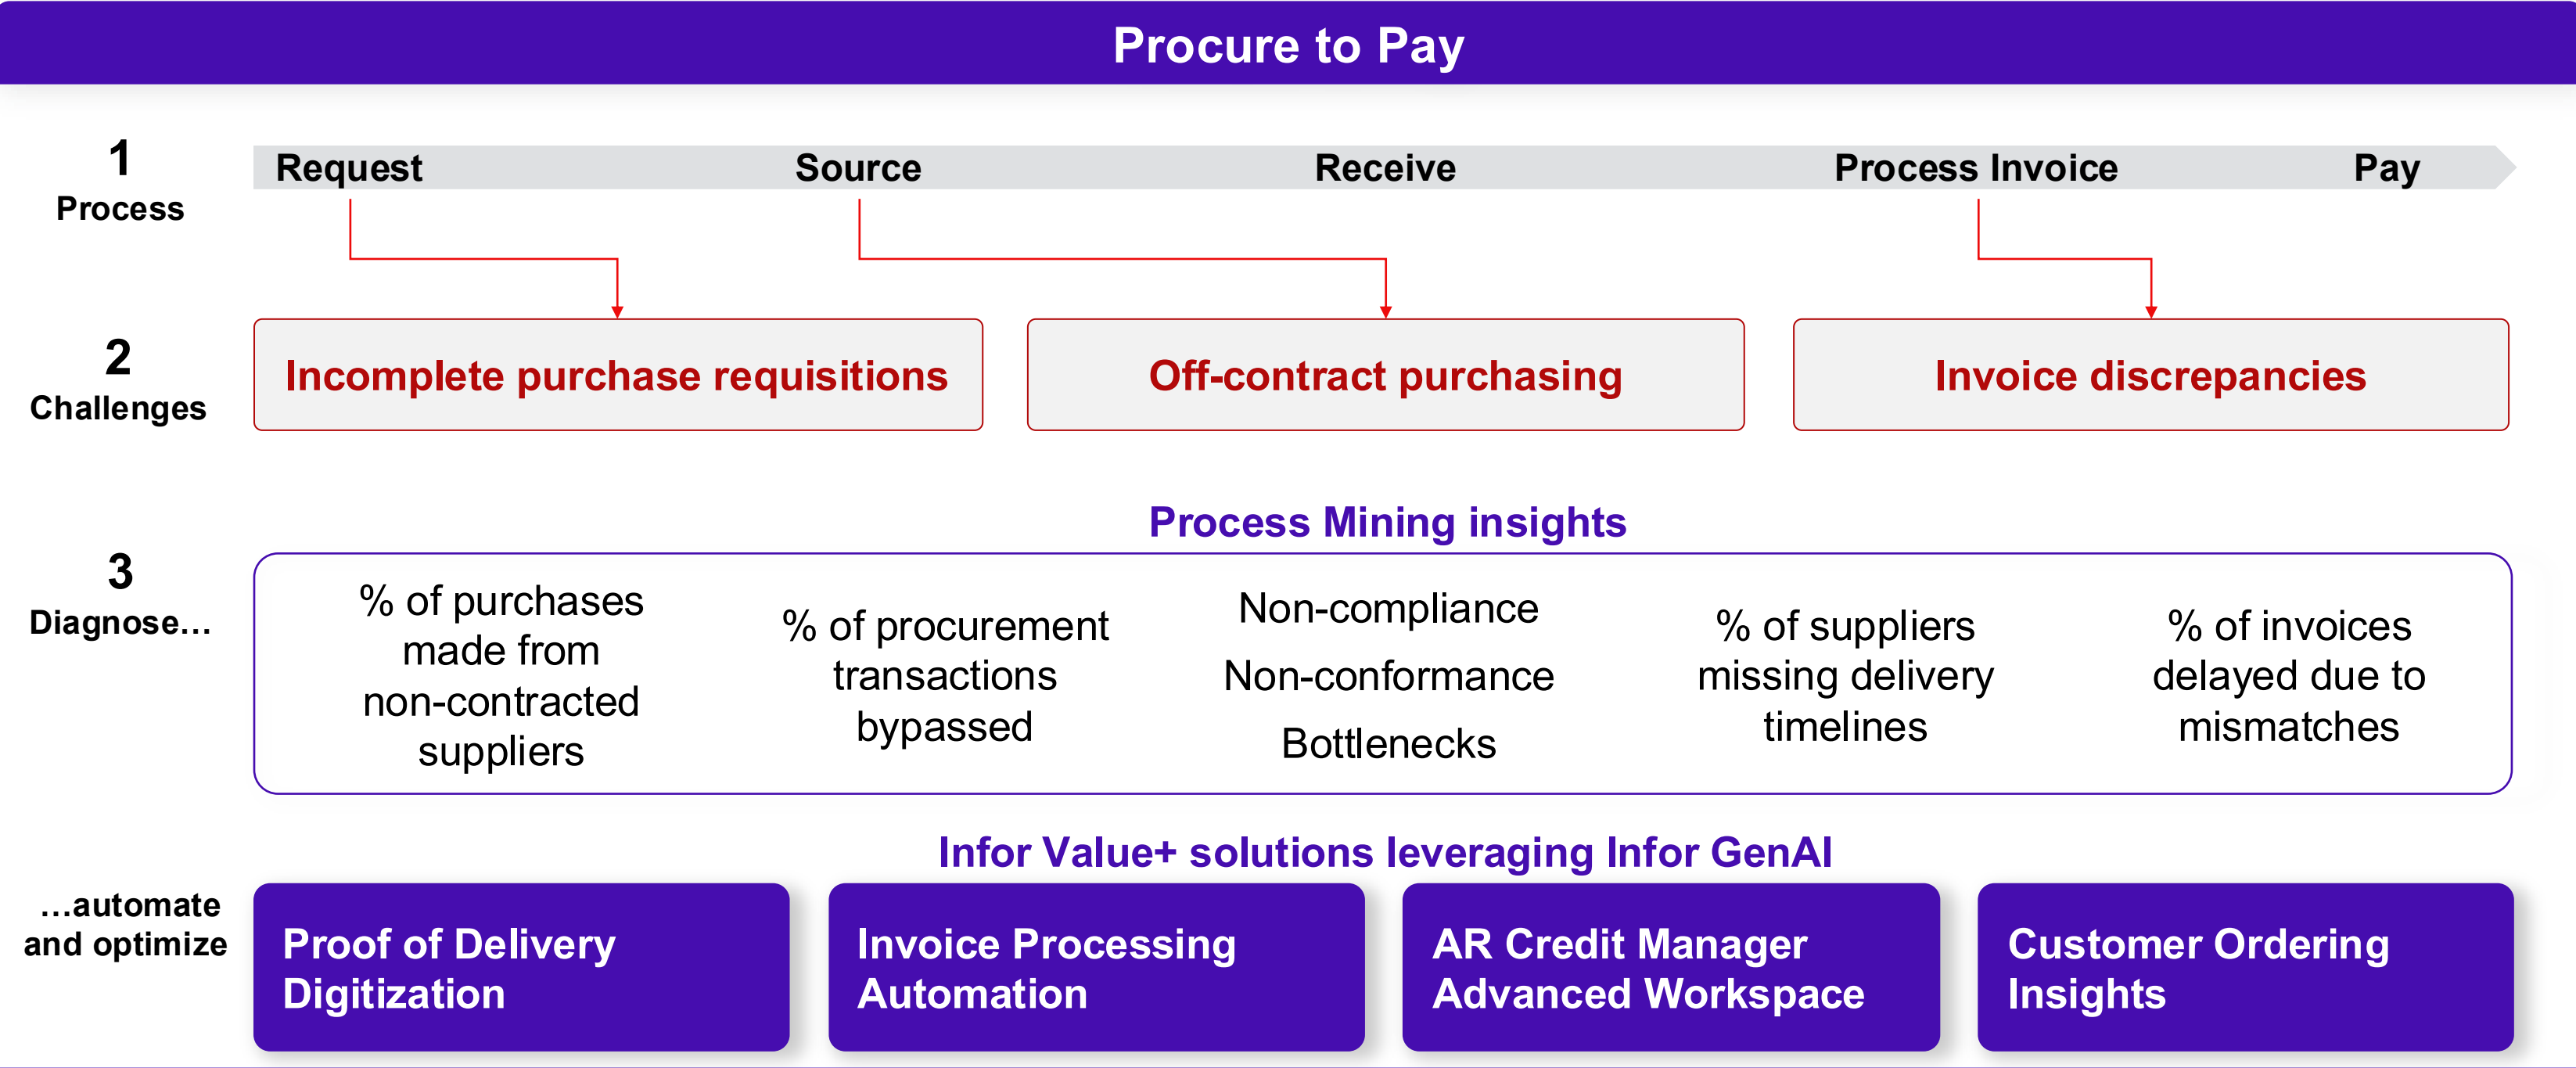 Procure to Pay
1
Process
Request
Source
Receive
Process Invoice
Pay
2
Challenges
Incomplete purchase requisitions
Off-contract purchasing
Invoice discrepancies
Process Mining insights
3
Diagnose…
% of purchases
made from
non-contracted
suppliers
% of procurement
transactions
bypassed
Non-compliance
Non-conformance
Bottlenecks
% of suppliers
missing delivery
timelines
% of invoices
delayed due to
mismatches
Infor Value+ solutions leveraging Infor GenAI
…automate
and optimize
Proof of Delivery
Digitization
Invoice Processing
Automation
AR Credit Manager
Advanced Workspace
Customer Ordering
Insights